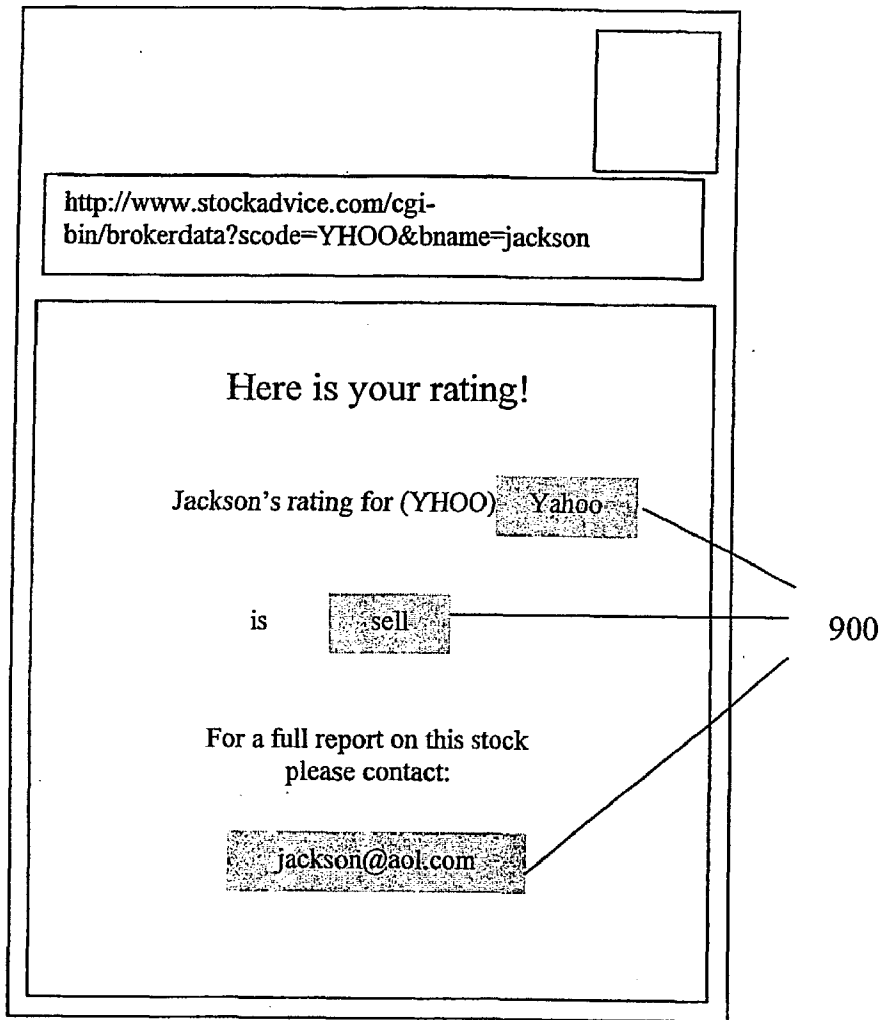 http://www.stockadvice.com/cgi-
bin/brokerdata?scode=YHOO&bname=jackson
Here is your rating!
Jackson's rating for (YHOO) Yahoo
is sell
900
For a full report on this stock
please contact:
jackson@aol.com